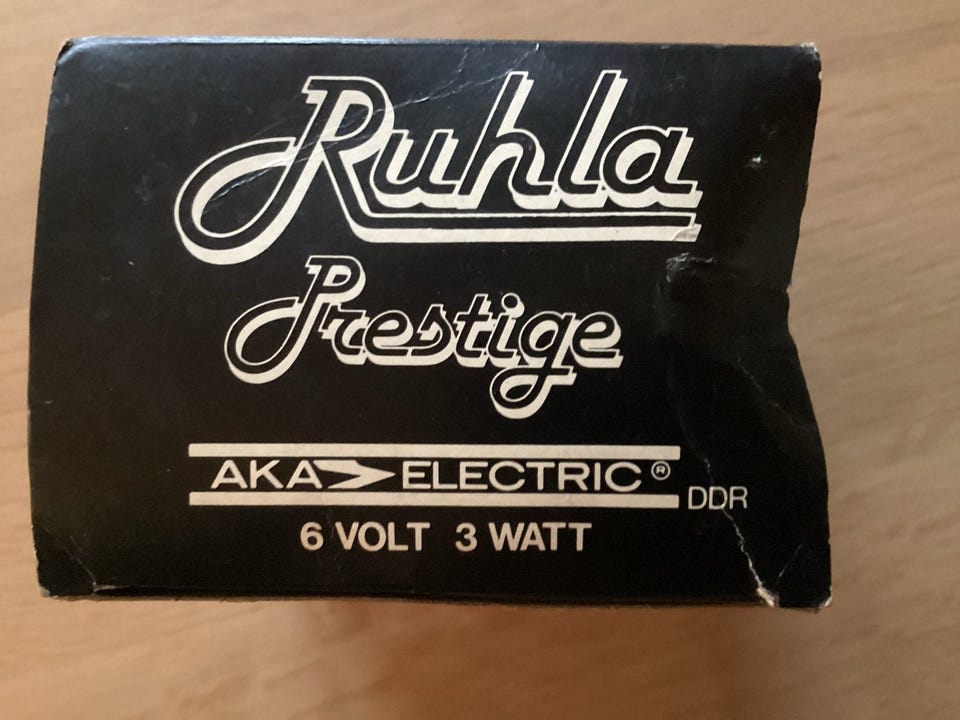 Ruhla
Prestige
AKA ELECTRIC ® DDR
6 VOLT 3 WATT